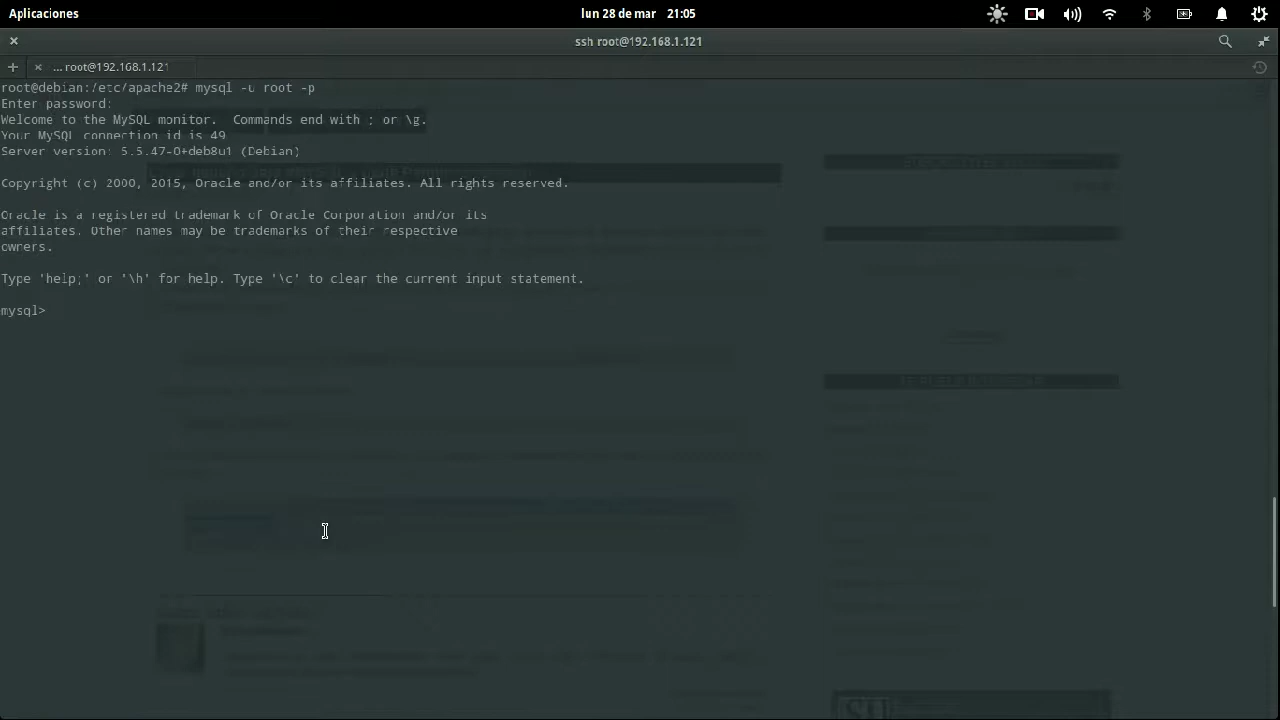 Aplicaciones
lun 28 de mar 21:05
ssh root@192.168.1.121
... root@192.168.1.121
root@debian:/etc/apache2# mysql -u root -p
Enter password:
Welcome to the MySQL monitor.  Commands end with ; or \g.
Your MySQL connection id is 49
Server version: 5.5.47-0+deb8u1 (Debian)
Copyright (c) 2000, 2015, Oracle and/or its affiliates. All rights reserved.
Oracle is a registered trademark of Oracle Corporation and/or its
affiliates. Other names may be trademarks of their respective
owners.
Type 'help;' or '\h' for help. Type '\c' to clear the current input statement.
mysql>